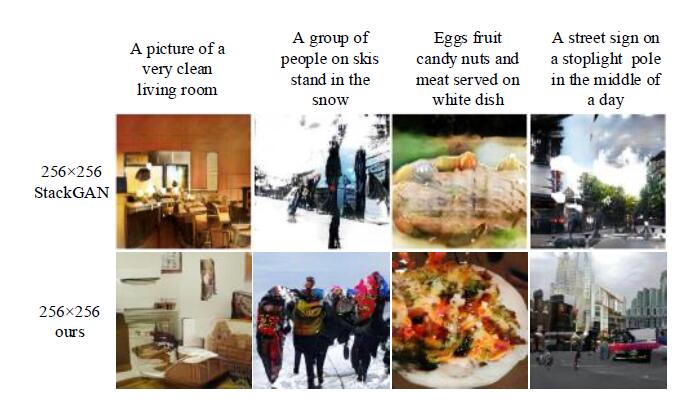 A picture of a
very clean
living room
A group of
people on skis
stand in the
snow
Eggs fruit
candy nuts and
meat served on
white dish
A street sign on
a stoplight pole
in the middle of
a day
256×256
StackGAN
256×256
ours